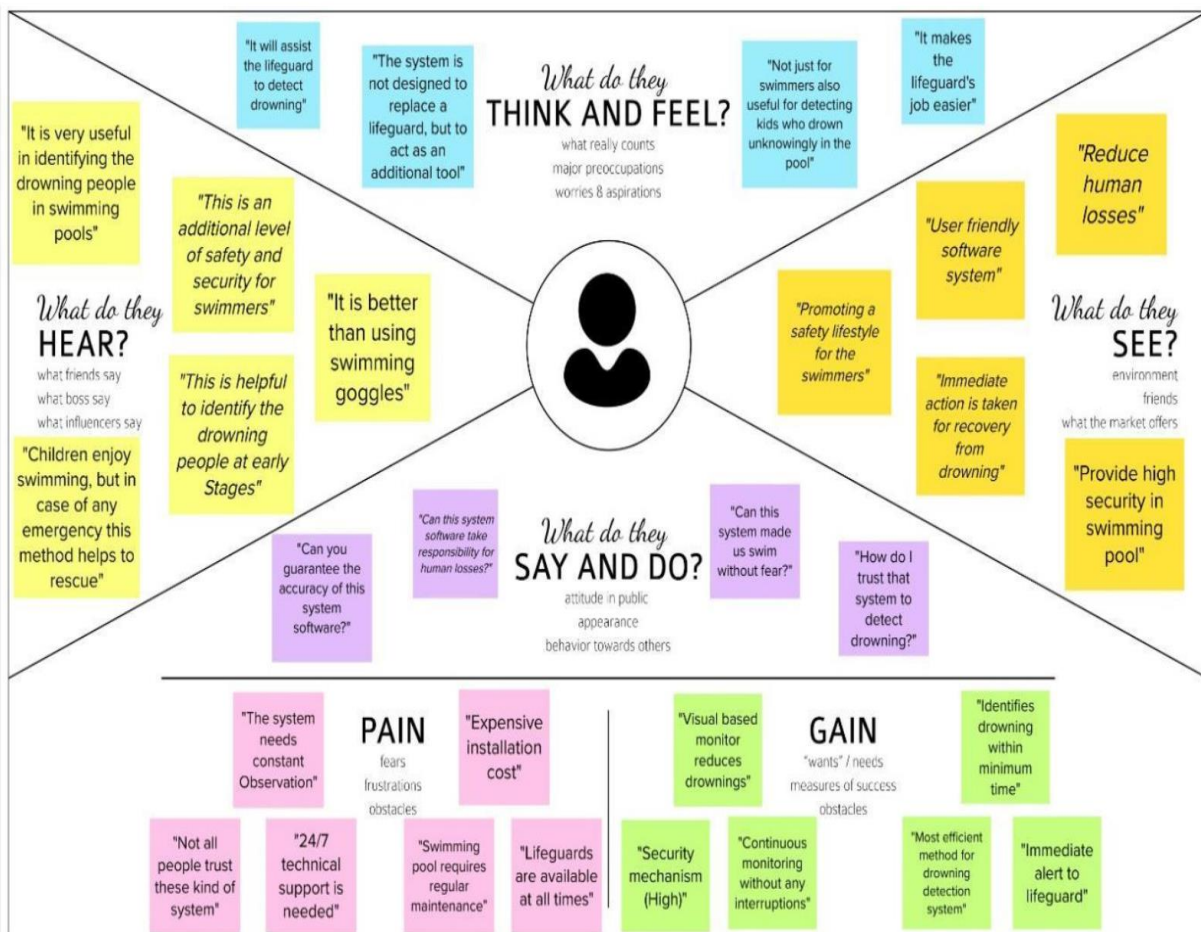 "It will assist
the lifeguard
to detect
drowning"
"The system is
not designed to
replace a
lifeguard, but to
act as an
additional tool"
What do they
THINK AND FEEL?
what really counts
major preoccupations
worries & aspirations
"Not just for
swimmers also
useful for detecting
kids who drown
unknowingly in the
pool"
"It makes
the
lifeguard's
job easier"
"It is very useful
in identifying the
drowning people
in swimming
pools"
"This is an
additional level
of safety and
security for
swimmers"
"It is better
than using
swimming
goggles"
What do they
HEAR?
what friends say
what boss say
what influencers say
"This is helpful
to identify the
drowning
people at early
Stages"
"Children enjoy
swimming, but in
case of any
emergency this
method helps to
rescue"
"Reduce
human
losses"
"User friendly
software
system"
"Promoting a
safety lifestyle
for the
swimmers"
What do they
SEE?
environment
friends
what the market offers
"Immediate
action is taken
for recovery
from
drowning"
"Provide high
security in
swimming
pool"
"Can you
guarantee the
accuracy of this
system
software?"
"Can this system
software take
responsibility for
human losses?"
What do they
SAY AND DO?
attitude in public
appearance
behavior towards others
"Can this
system made
us swim
without fear?"
"How do I
trust that
system to
detect
drowning?"
"The system
needs
constant
Observation"
PAIN
fears
frustrations
obstacles
"Expensive
installation
cost"
"Not all
people trust
these kind of
system"
"24/7
technical
support is
needed"
"Swimming
pool requires
regular
maintenance"
"Lifeguards
are available
at all times"
"Visual based
monitor
reduces
drownings"
GAIN
"wants" / needs
measures of success
obstacles
"Identifies
drowning
within
minimum
time"
"Security
mechanism
(High)"
"Continuous
monitoring
without any
interruptions"
"Most efficient
method for
drowning
detection
system"
"Immediate
alert to
lifeguard"